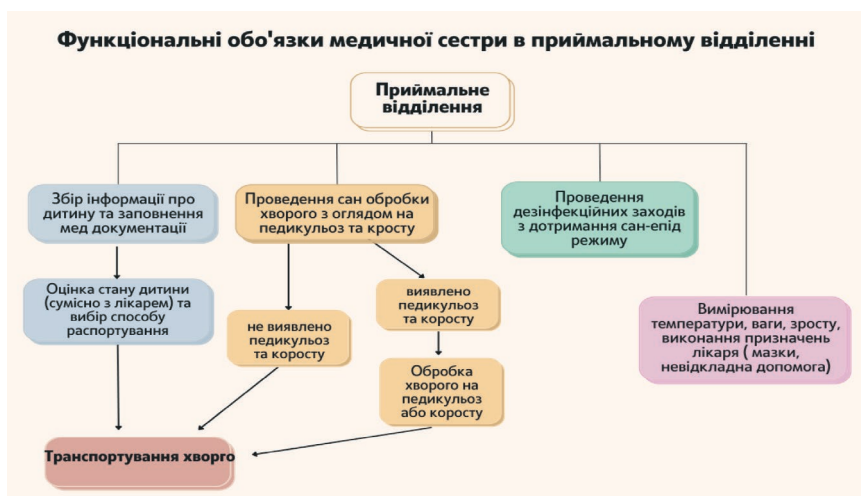 Функціональні обо'язки медичної сестри в приймальному відділенні
Приймальне
відділення
Збір інформації про
дитину та заповнення
мед документації
Проведення сан обробки
хворого з оглядом на
педикульоз та кросту
Проведення
дезінфекційних заходів
з дотримання сан-епід
режиму
Оцінка стану дитини
(сумісно з лікарем) та
вибір способу
распортування
не виявлено
педикульоз
та коросту
виявлено
педикульоз
та коросту
Вимірювання
температури, ваги, зросту,
виконання призначень
лікаря ( мазки,
невідкладна допомога)
Обробка
хворого на
педикульоз
або коросту
Транспортування хворго